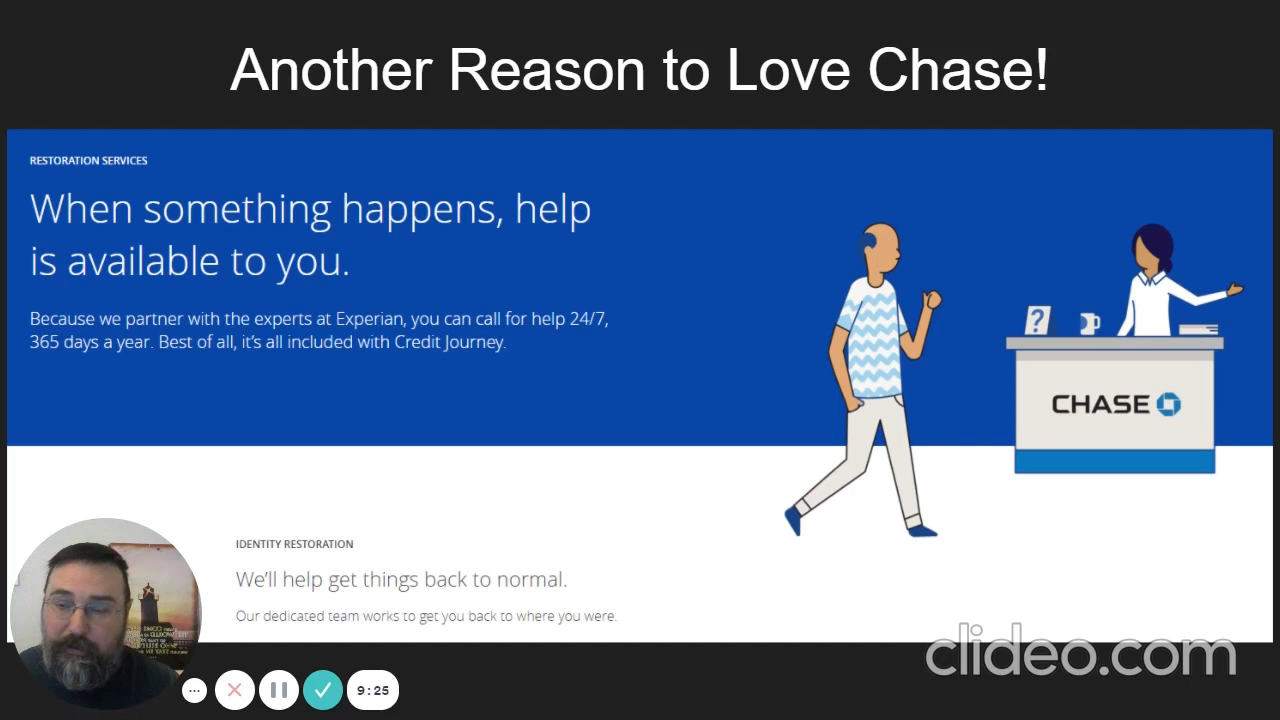 Another Reason to Love Chase!
RESTORATION SERVICES
When something happens, help
is available to you.
Because we partner with the experts at Experian, you can call for help 24/7,
365 days a year. Best of all, it's all included with Credit Journey.
?
CHASE
IDENTITY RESTORATION
We'll help get things back to normal.
Our dedicated team works to get you back to where you were.
clideo.com
9:25